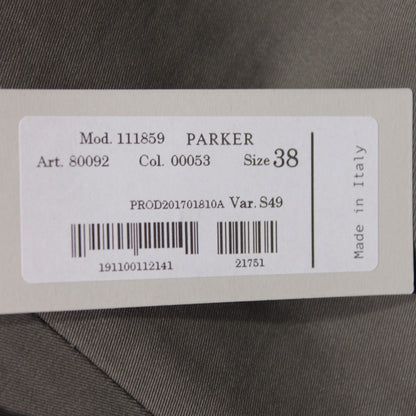 Mod. 111859 PARKER
Art. 80092 Col. 00053 Size 38
PROD201701810A Var. S49
191100112141 21751
Made in Italy